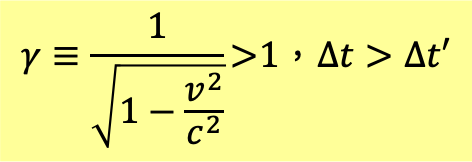 γ ≡ 1/√(1 − v²/c²) >1，Δt > Δt′